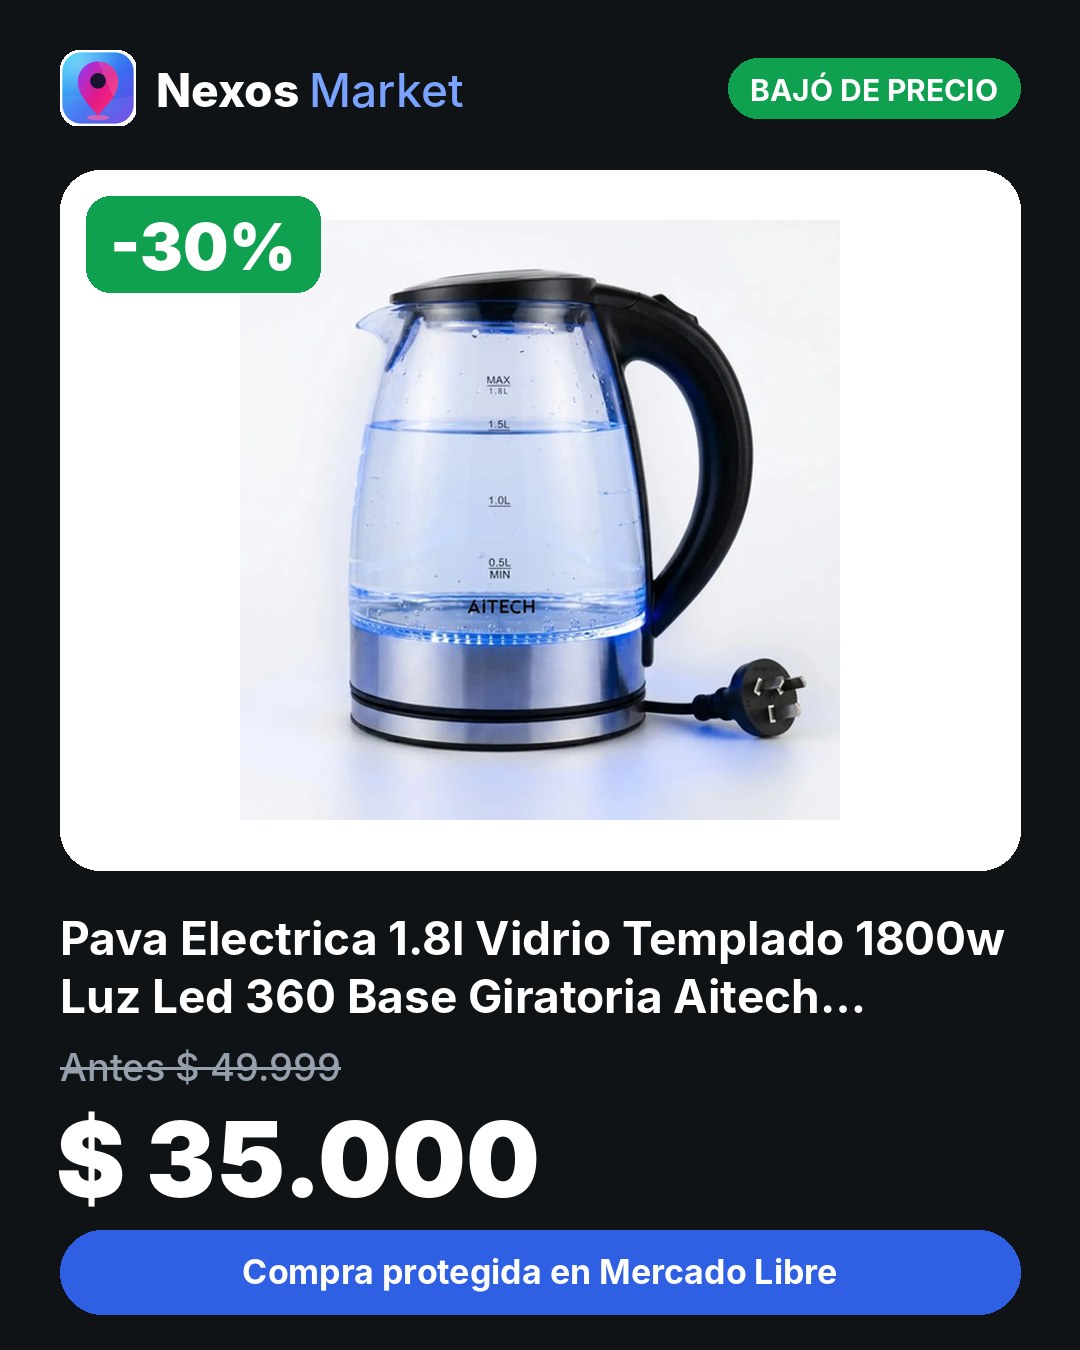 Nexos Market
BAJÓ DE PRECIO
-30%
MAX
1.8L
1.5L
1.0L
0.5L
MIN
AiTECH
Pava Electrica 1.8l Vidrio Templado 1800w
Luz Led 360 Base Giratoria Aitech...
Antes $ 49.999
$ 35.000
Compra protegida en Mercado Libre